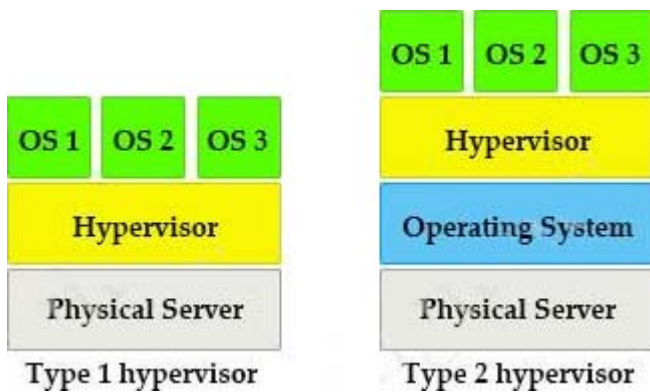 OS 1 OS 2 OS 3
Hypervisor
Physical Server
Type 1 hypervisor
OS 1 OS 2 OS 3
Hypervisor
Operating System
Physical Server
Type 2 hypervisor